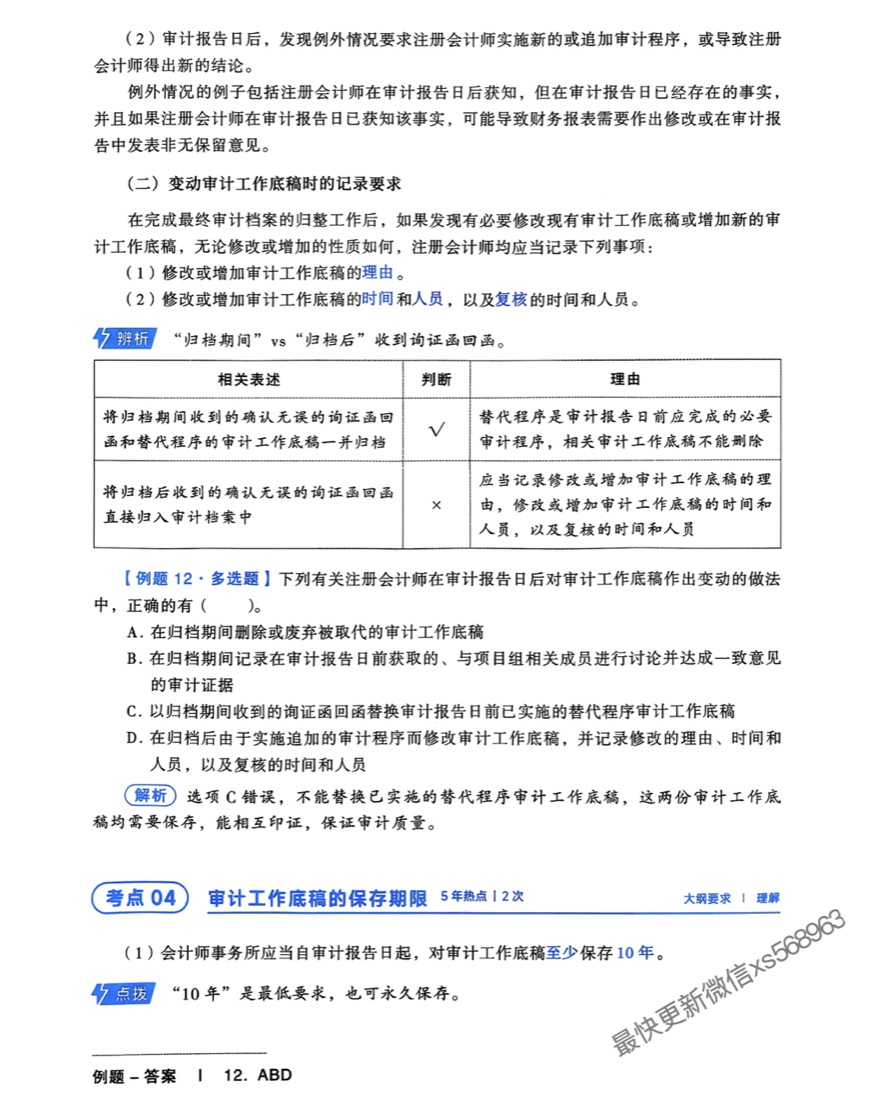 （2）审计报告日后，发现例外情况要求注册会计师实施新的或追加审计程序，或导致注册
会计师得出新的结论。
例外情况的例子包括注册会计师在审计报告日后获知，但在审计报告日已经存在的事实，
并且如果注册会计师在审计报告日已获知该事实，可能导致财务报表需要作出修改或在审计报
告中发表非无保留意见。
（二）变动审计工作底稿时的记录要求
在完成最终审计档案的归整工作后，如果发现有必要修改现有审计工作底稿或增加新的审
计工作底稿，无论修改或增加的性质如何，注册会计师均应当记录下列事项：
（1）修改或增加审计工作底稿的理由。
（2）修改或增加审计工作底稿的时间和人员，以及复核的时间和人员。
辨析 “归档期间”vs“归档后”收到询证函回函。
相关表述 判断 理由
将归档期间收到的确认无误的询证函回
函和替代程序的审计工作底稿一并归档
√
替代程序是审计报告日前应完成的必要
审计程序，相关审计工作底稿不能删除
将归档后收到的确认无误的询证函回函
直接归入审计档案中
×
应当记录修改或增加审计工作底稿的理
由，修改或增加审计工作底稿的时间和
人员，以及复核的时间和人员
【例题 12·多选题】下列有关注册会计师在审计报告日后对审计工作底稿作出变动的做法
中，正确的有（ ）。
A. 在归档期间删除或废弃被取代的审计工作底稿
B. 在归档期间记录在审计报告日前获取的、与项目组相关成员进行讨论并达成一致意见
的审计证据
C. 以归档期间收到的询证函回函替换审计报告日前已实施的替代程序审计工作底稿
D. 在归档后由于实施追加的审计程序而修改审计工作底稿，并记录修改的理由、时间和
人员，以及复核的时间和人员
解析 选项 C 错误，不能替换已实施的替代程序审计工作底稿，这两份审计工作底
稿均需要保存，能相互印证，保证审计质量。
考点 04 审计工作底稿的保存期限 5年热点 | 2次 大纲要求 | 理解
（1）会计师事务所应当自审计报告日起，对审计工作底稿至少保存 10 年。
点拨 “10 年”是最低要求，也可永久保存。
最快更新微信xs568963
例题－答案 | 12. ABD